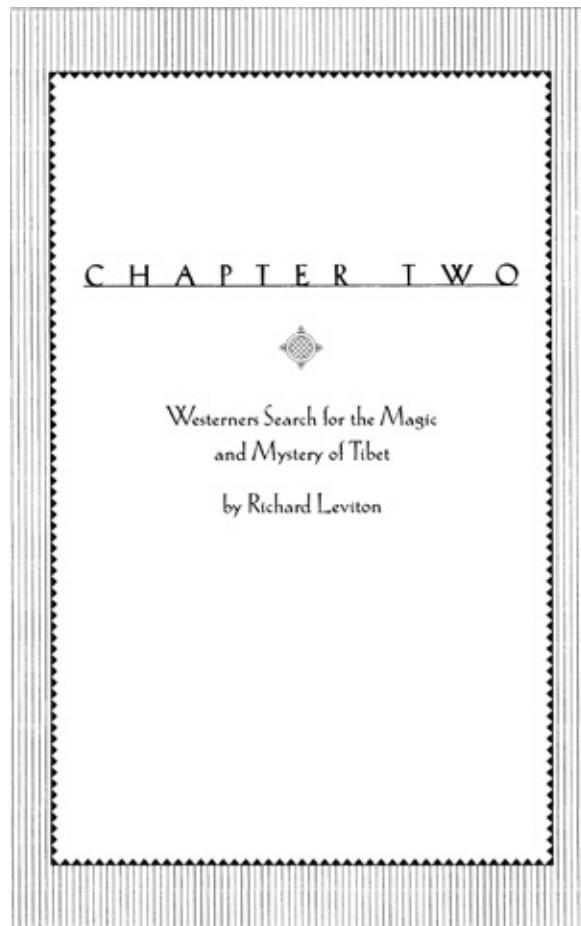 CHAPTER TWO
Westerners Search for the Magic
and Mystery of Tibet
by Richard Leviton